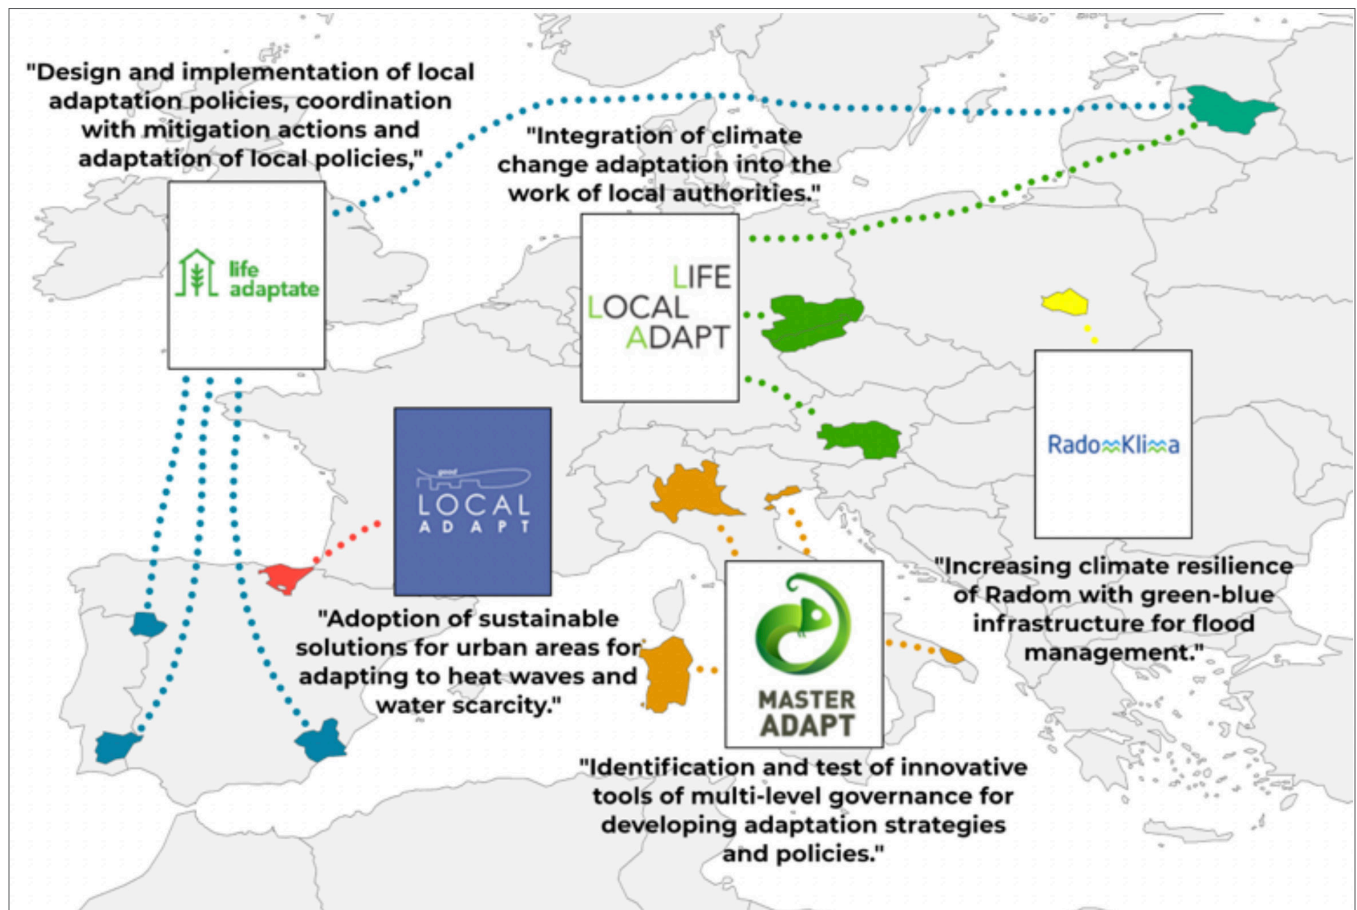 "Design and implementation of local
adaptation policies, coordination
with mitigation actions and
adaptation of local policies,"
life
adaptate
"Integration of climate
change adaptation into the
work of local authorities."
LIFE
LOCAL
ADAPT
good
LOCAL
ADAPT
"Adoption of sustainable
solutions for urban areas for
adapting to heat waves and
water scarcity."
RadomKlima
"Increasing climate resilience
of Radom with green-blue
infrastructure for flood
management."
MASTER
ADAPT
"Identification and test of innovative
tools of multi-level governance for
developing adaptation strategies
and policies."